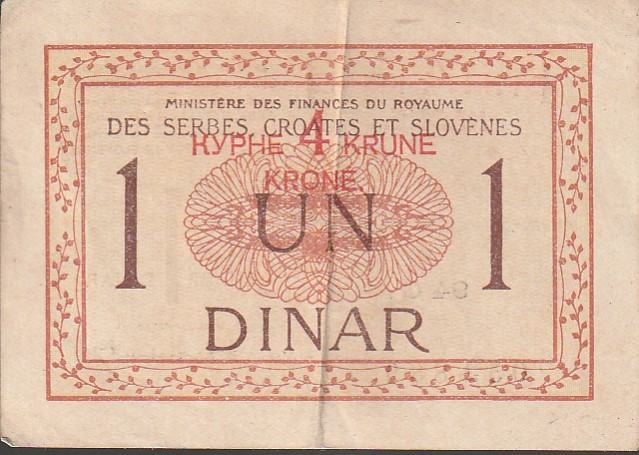 MINISTÈRE DES FINANCES DU ROYAUME
DES SERBES, CROATES ET SLOVÈNES
КРУНЕ 4 KRUNE
KRONE.
1 UN 1
DINAR